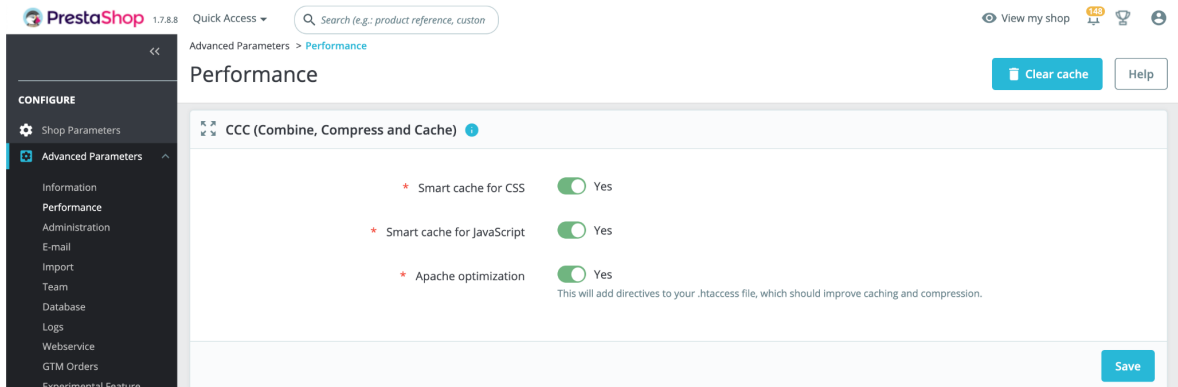 PrestaShop 1.7.8.8 Quick Access Search (e.g.: product reference, custon View my shop 148
Advanced Parameters > Performance
Performance
Clear cache Help
CONFIGURE
Shop Parameters
Advanced Parameters
Information
Performance
Administration
E-mail
Import
Team
Database
Logs
Webservice
GTM Orders
Experimental Feature
CCC (Combine, Compress and Cache)
* Smart cache for CSS Yes
* Smart cache for JavaScript Yes
* Apache optimization Yes
This will add directives to your .htaccess file, which should improve caching and compression.
Save